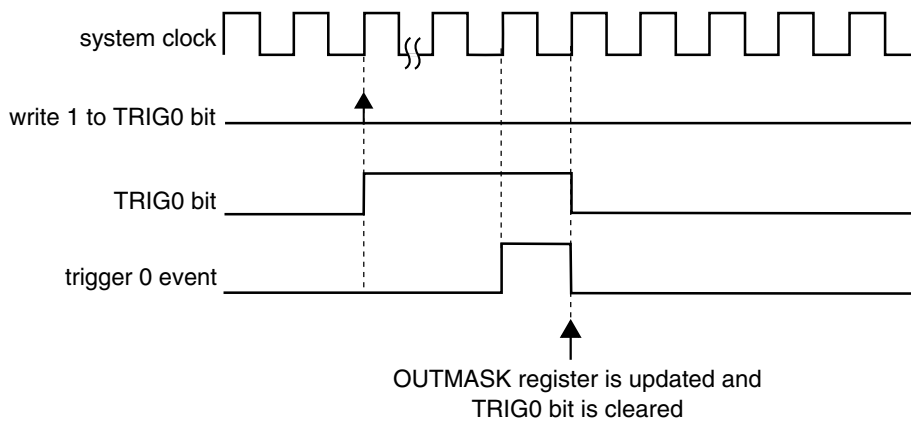 system clock
write 1 to TRIG0 bit
TRIG0 bit
trigger 0 event
OUTMASK register is updated and
TRIG0 bit is cleared